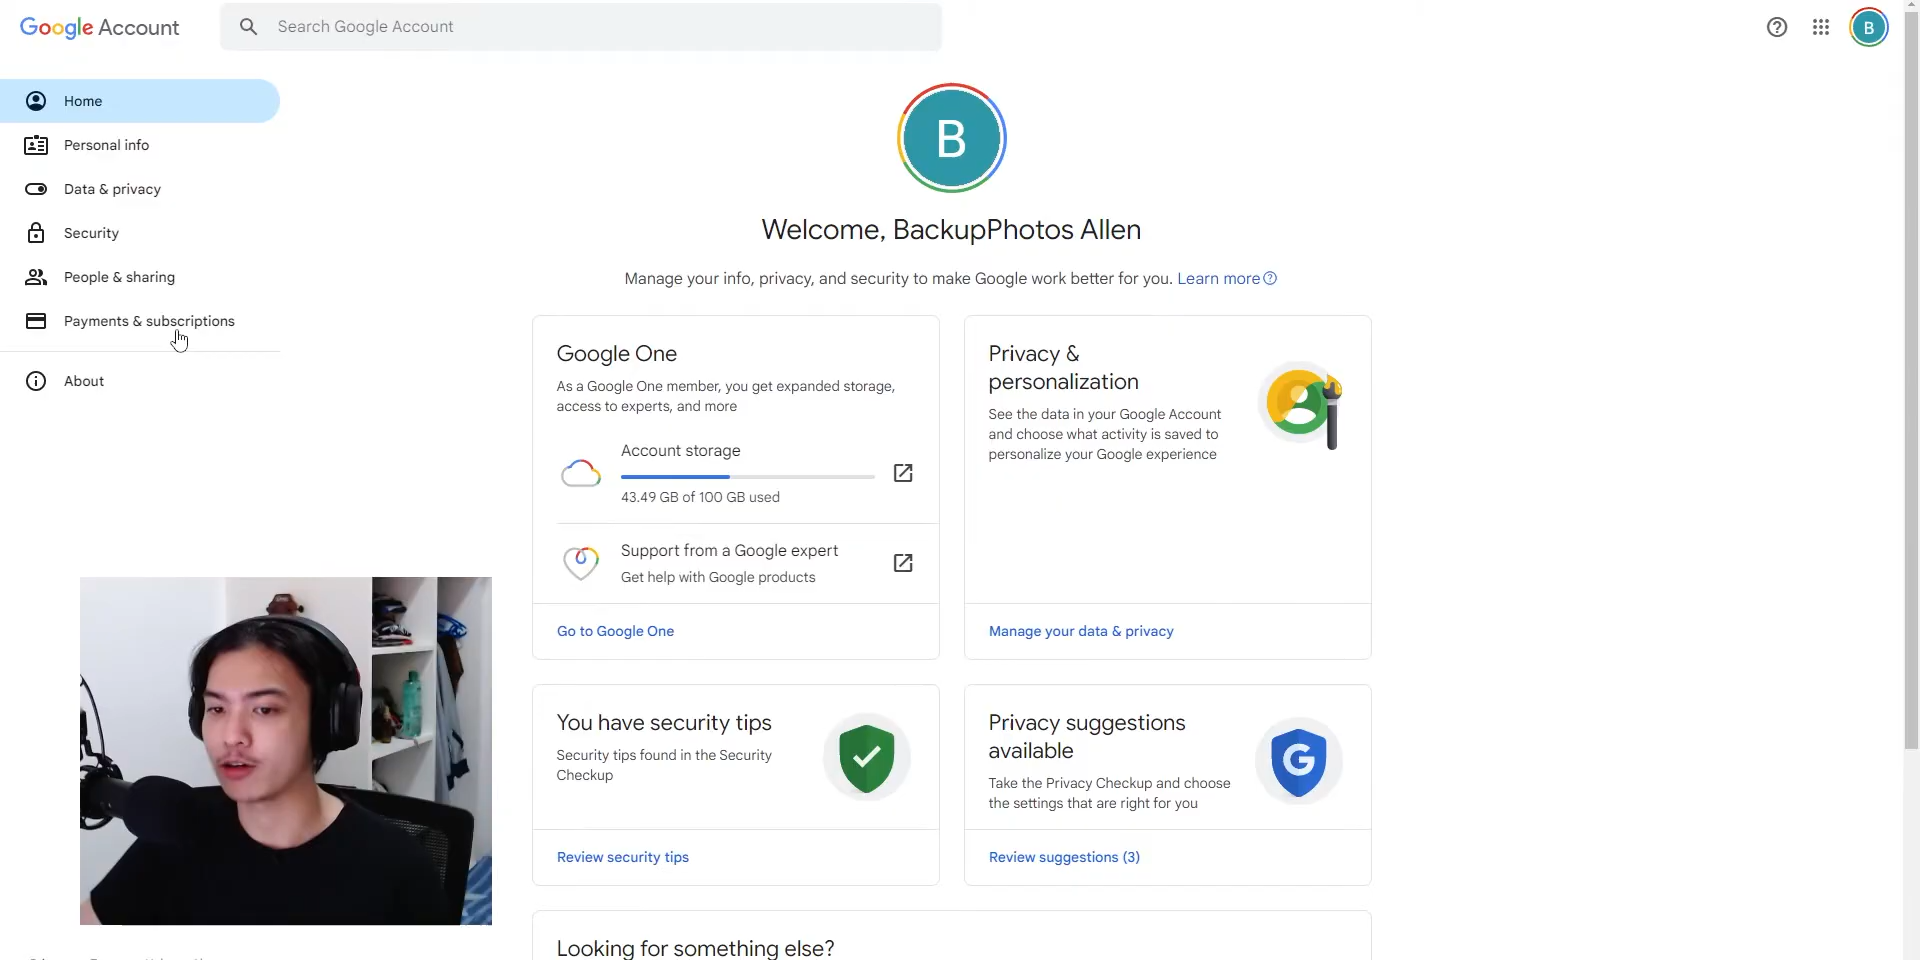 Google Account
Search Google Account
B
Home
Personal info
Data & privacy
Security
People & sharing
Payments & subscriptions
About
B
Welcome, BackupPhotos Allen
Manage your info, privacy, and security to make Google work better for you. Learn more
Google One
As a Google One member, you get expanded storage,
access to experts, and more
Account storage
43.49 GB of 100 GB used
Support from a Google expert
Get help with Google products
Go to Google One
Privacy &
personalization
See the data in your Google Account
and choose what activity is saved to
personalize your Google experience
Manage your data & privacy
You have security tips
Security tips found in the Security
Checkup
Review security tips
Privacy suggestions
available
Take the Privacy Checkup and choose
the settings that are right for you
G
Review suggestions (3)
Looking for something else?